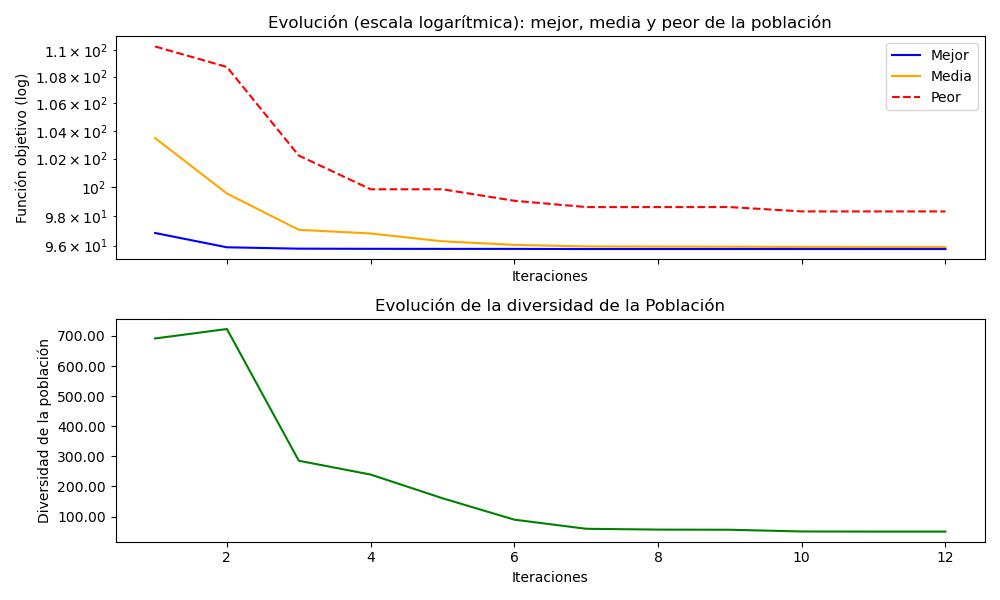 Evolución (escala logarítmica): mejor, media y peor de la población
Función objetivo (log)
1.1 × 10²
1.08 × 10²
1.06 × 10²
1.04 × 10²
1.02 × 10²
10²
9.8 × 10¹
9.6 × 10¹
Mejor
Media
Peor
Iteraciones
Evolución de la diversidad de la Población
Diversidad de la población
700.00
600.00
500.00
400.00
300.00
200.00
100.00
2 4 6 8 10 12
Iteraciones